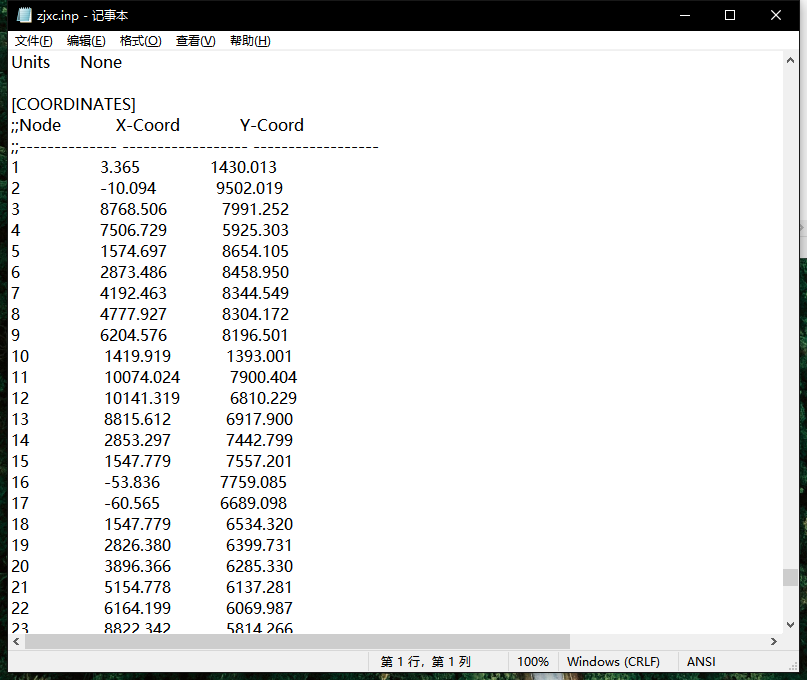 zjxc.inp - 记事本
文件(F) 编辑(E) 格式(O) 查看(V) 帮助(H)
Units None
[COORDINATES]
;;Node X-Coord Y-Coord
;;-------------- ------------------ ------------------
1 3.365 1430.013
2 -10.094 9502.019
3 8768.506 7991.252
4 7506.729 5925.303
5 1574.697 8654.105
6 2873.486 8458.950
7 4192.463 8344.549
8 4777.927 8304.172
9 6204.576 8196.501
10 1419.919 1393.001
11 10074.024 7900.404
12 10141.319 6810.229
13 8815.612 6917.900
14 2853.297 7442.799
15 1547.779 7557.201
16 -53.836 7759.085
17 -60.565 6689.098
18 1547.779 6534.320
19 2826.380 6399.731
20 3896.366 6285.330
21 5154.778 6137.281
22 6164.199 6069.987
23 8822.342 5814.266
第 1 行，第 1 列 100% Windows (CRLF) ANSI